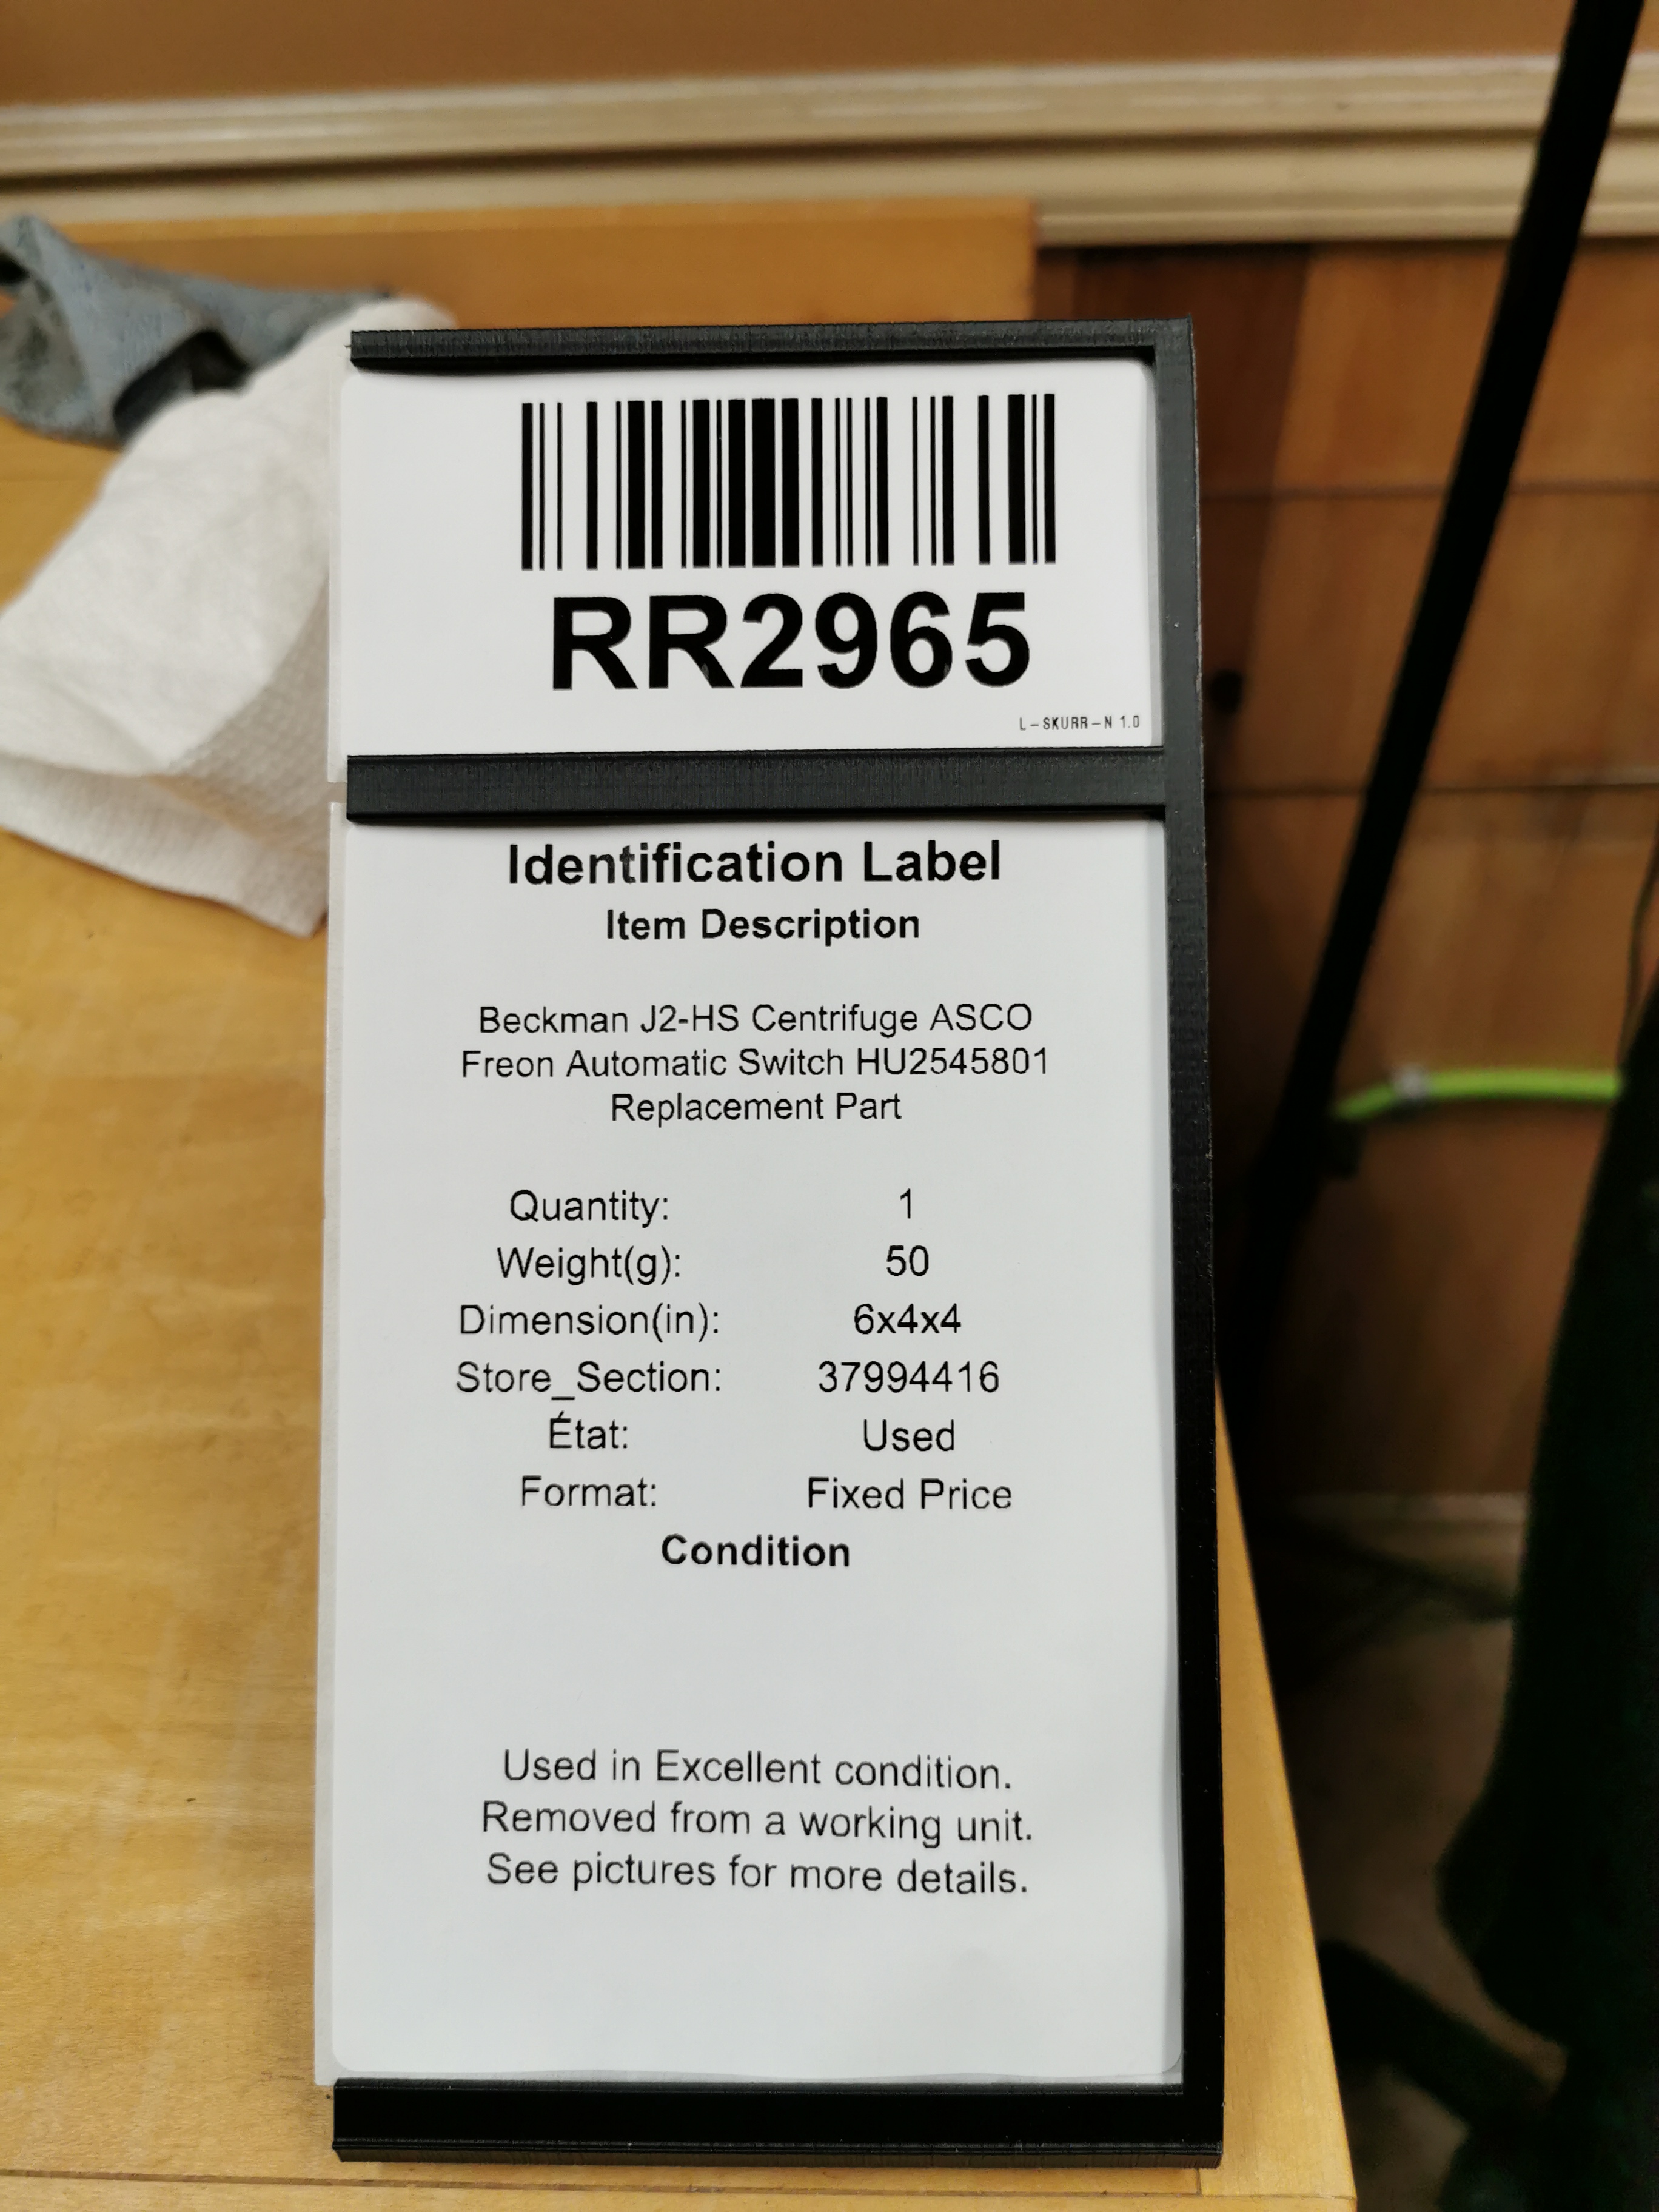 RR2965
L-SKURR-N 1.0
Identification Label
Item Description
Beckman J2-HS Centrifuge ASCO
Freon Automatic Switch HU2545801
Replacement Part
Quantity: 1
Weight(g): 50
Dimension(in): 6x4x4
Store_Section: 37994416
État: Used
Format: Fixed Price
Condition
Used in Excellent condition.
Removed from a working unit.
See pictures for more details.